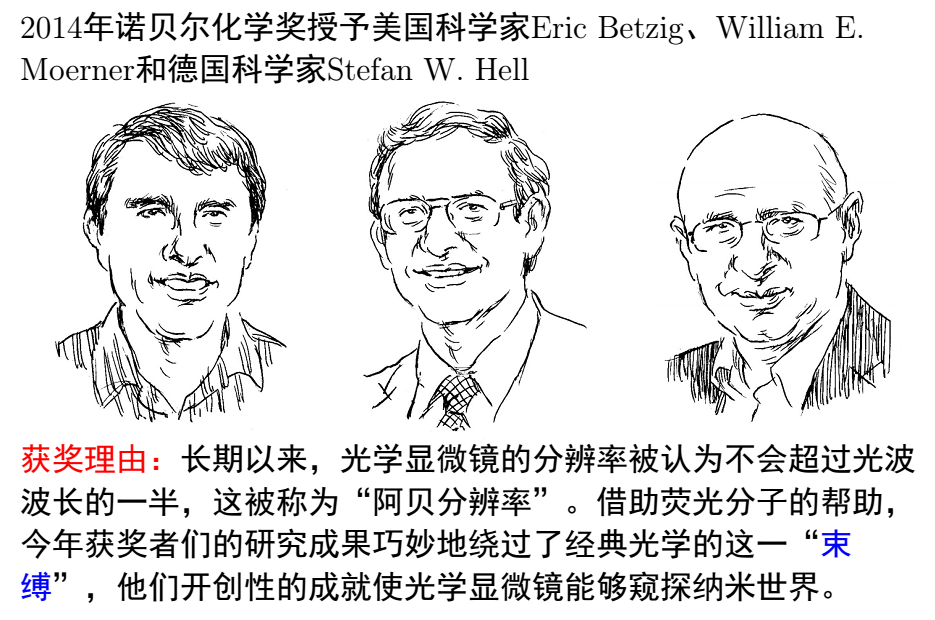 2014年诺贝尔化学奖授予美国科学家Eric Betzig、William E.
Moerner和德国科学家Stefan W. Hell
获奖理由：长期以来，光学显微镜的分辨率被认为不会超过光波
波长的一半，这被称为“阿贝分辨率”。借助荧光分子的帮助，
今年获奖者们的研究成果巧妙地绕过了经典光学的这一“束
缚”，他们开创性的成就使光学显微镜能够窥探纳米世界。